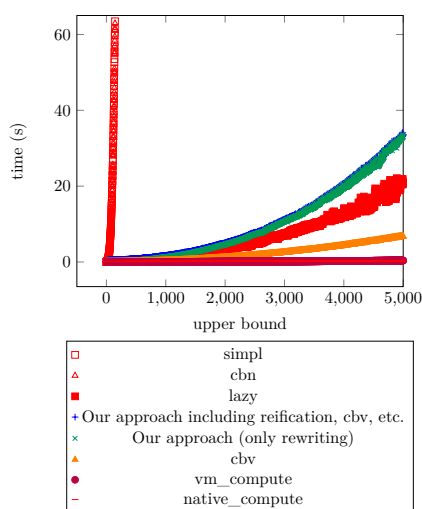 60
40
20
0
time (s)
0 1,000 2,000 3,000 4,000 5,000
upper bound
simpl
cbn
lazy
Our approach including reification, cbv, etc.
Our approach (only rewriting)
cbv
vm_compute
native_compute